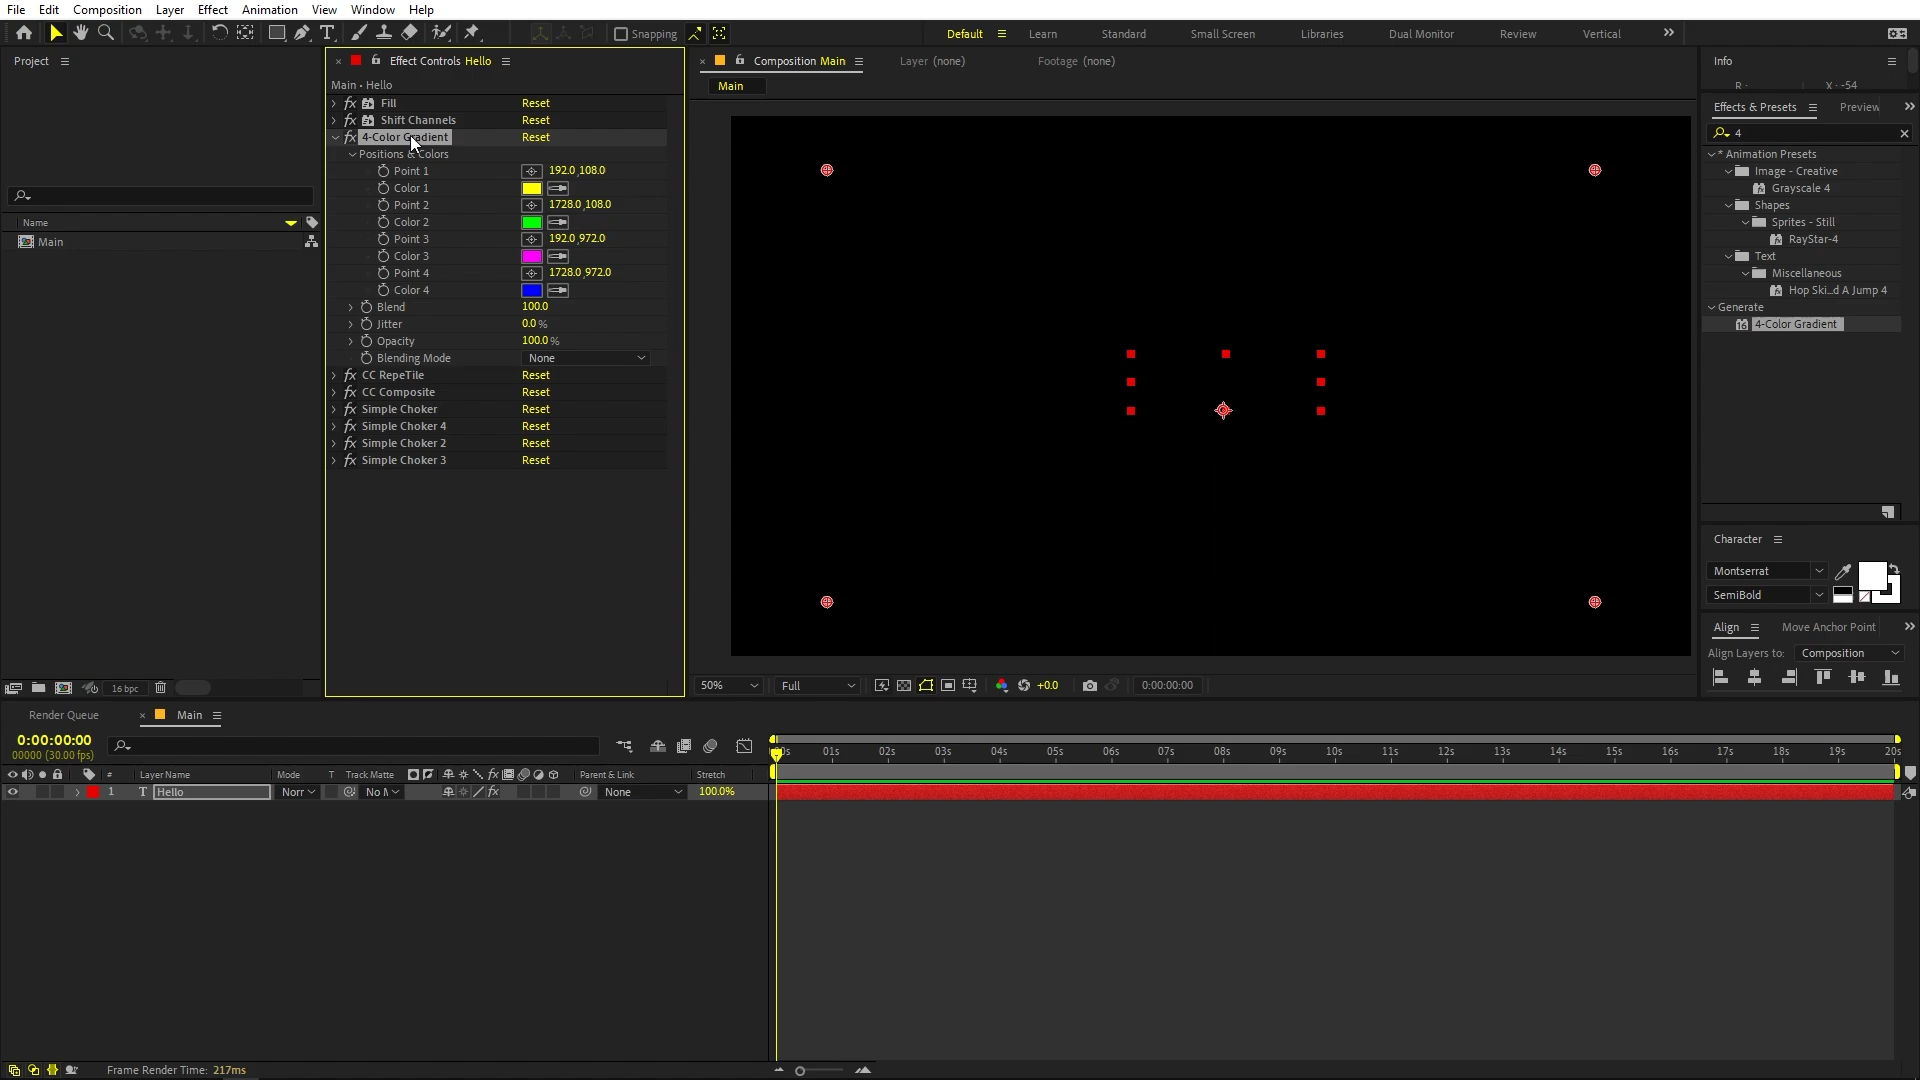 File Edit Composition Layer Effect Animation View Window Help
Snapping
Default Learn Standard Small Screen Libraries Dual Monitor Review Vertical
Project
Name
Main
16 bpc
Effect Controls Hello
Main • Hello
Fill Reset
Shift Channels Reset
4-Color Gradient Reset
Positions & Colors
Point 1 192.0,108.0
Color 1
Point 2 1728.0,108.0
Color 2
Point 3 192.0,972.0
Color 3
Point 4 1728.0,972.0
Color 4
Blend 100.0
Jitter 0.0 %
Opacity 100.0 %
Blending Mode None
CC RepeTile Reset
CC Composite Reset
Simple Choker Reset
Simple Choker 4 Reset
Simple Choker 2 Reset
Simple Choker 3 Reset
Composition Main Layer (none) Footage (none)
Main
50% Full +0.0 0:00:00:00
Info
R: X: -54
Effects & Presets Preview
4
* Animation Presets
Image - Creative
Grayscale 4
Shapes
Sprites - Still
RayStar-4
Text
Miscellaneous
Hop Ski...d A Jump 4
Generate
16 4-Color Gradient
Character
Montserrat
SemiBold
Align Move Anchor Point
Align Layers to: Composition
Render Queue Main
0:00:00:00
00000 (30.00 fps)
# Layer Name Mode T Track Matte Parent & Link Stretch
1 T Hello Norr No M None 100.0%
00s 01s 02s 03s 04s 05s 06s 07s 08s 09s 10s 11s 12s 13s 14s 15s 16s 17s 18s 19s 20s
Frame Render Time: 217ms